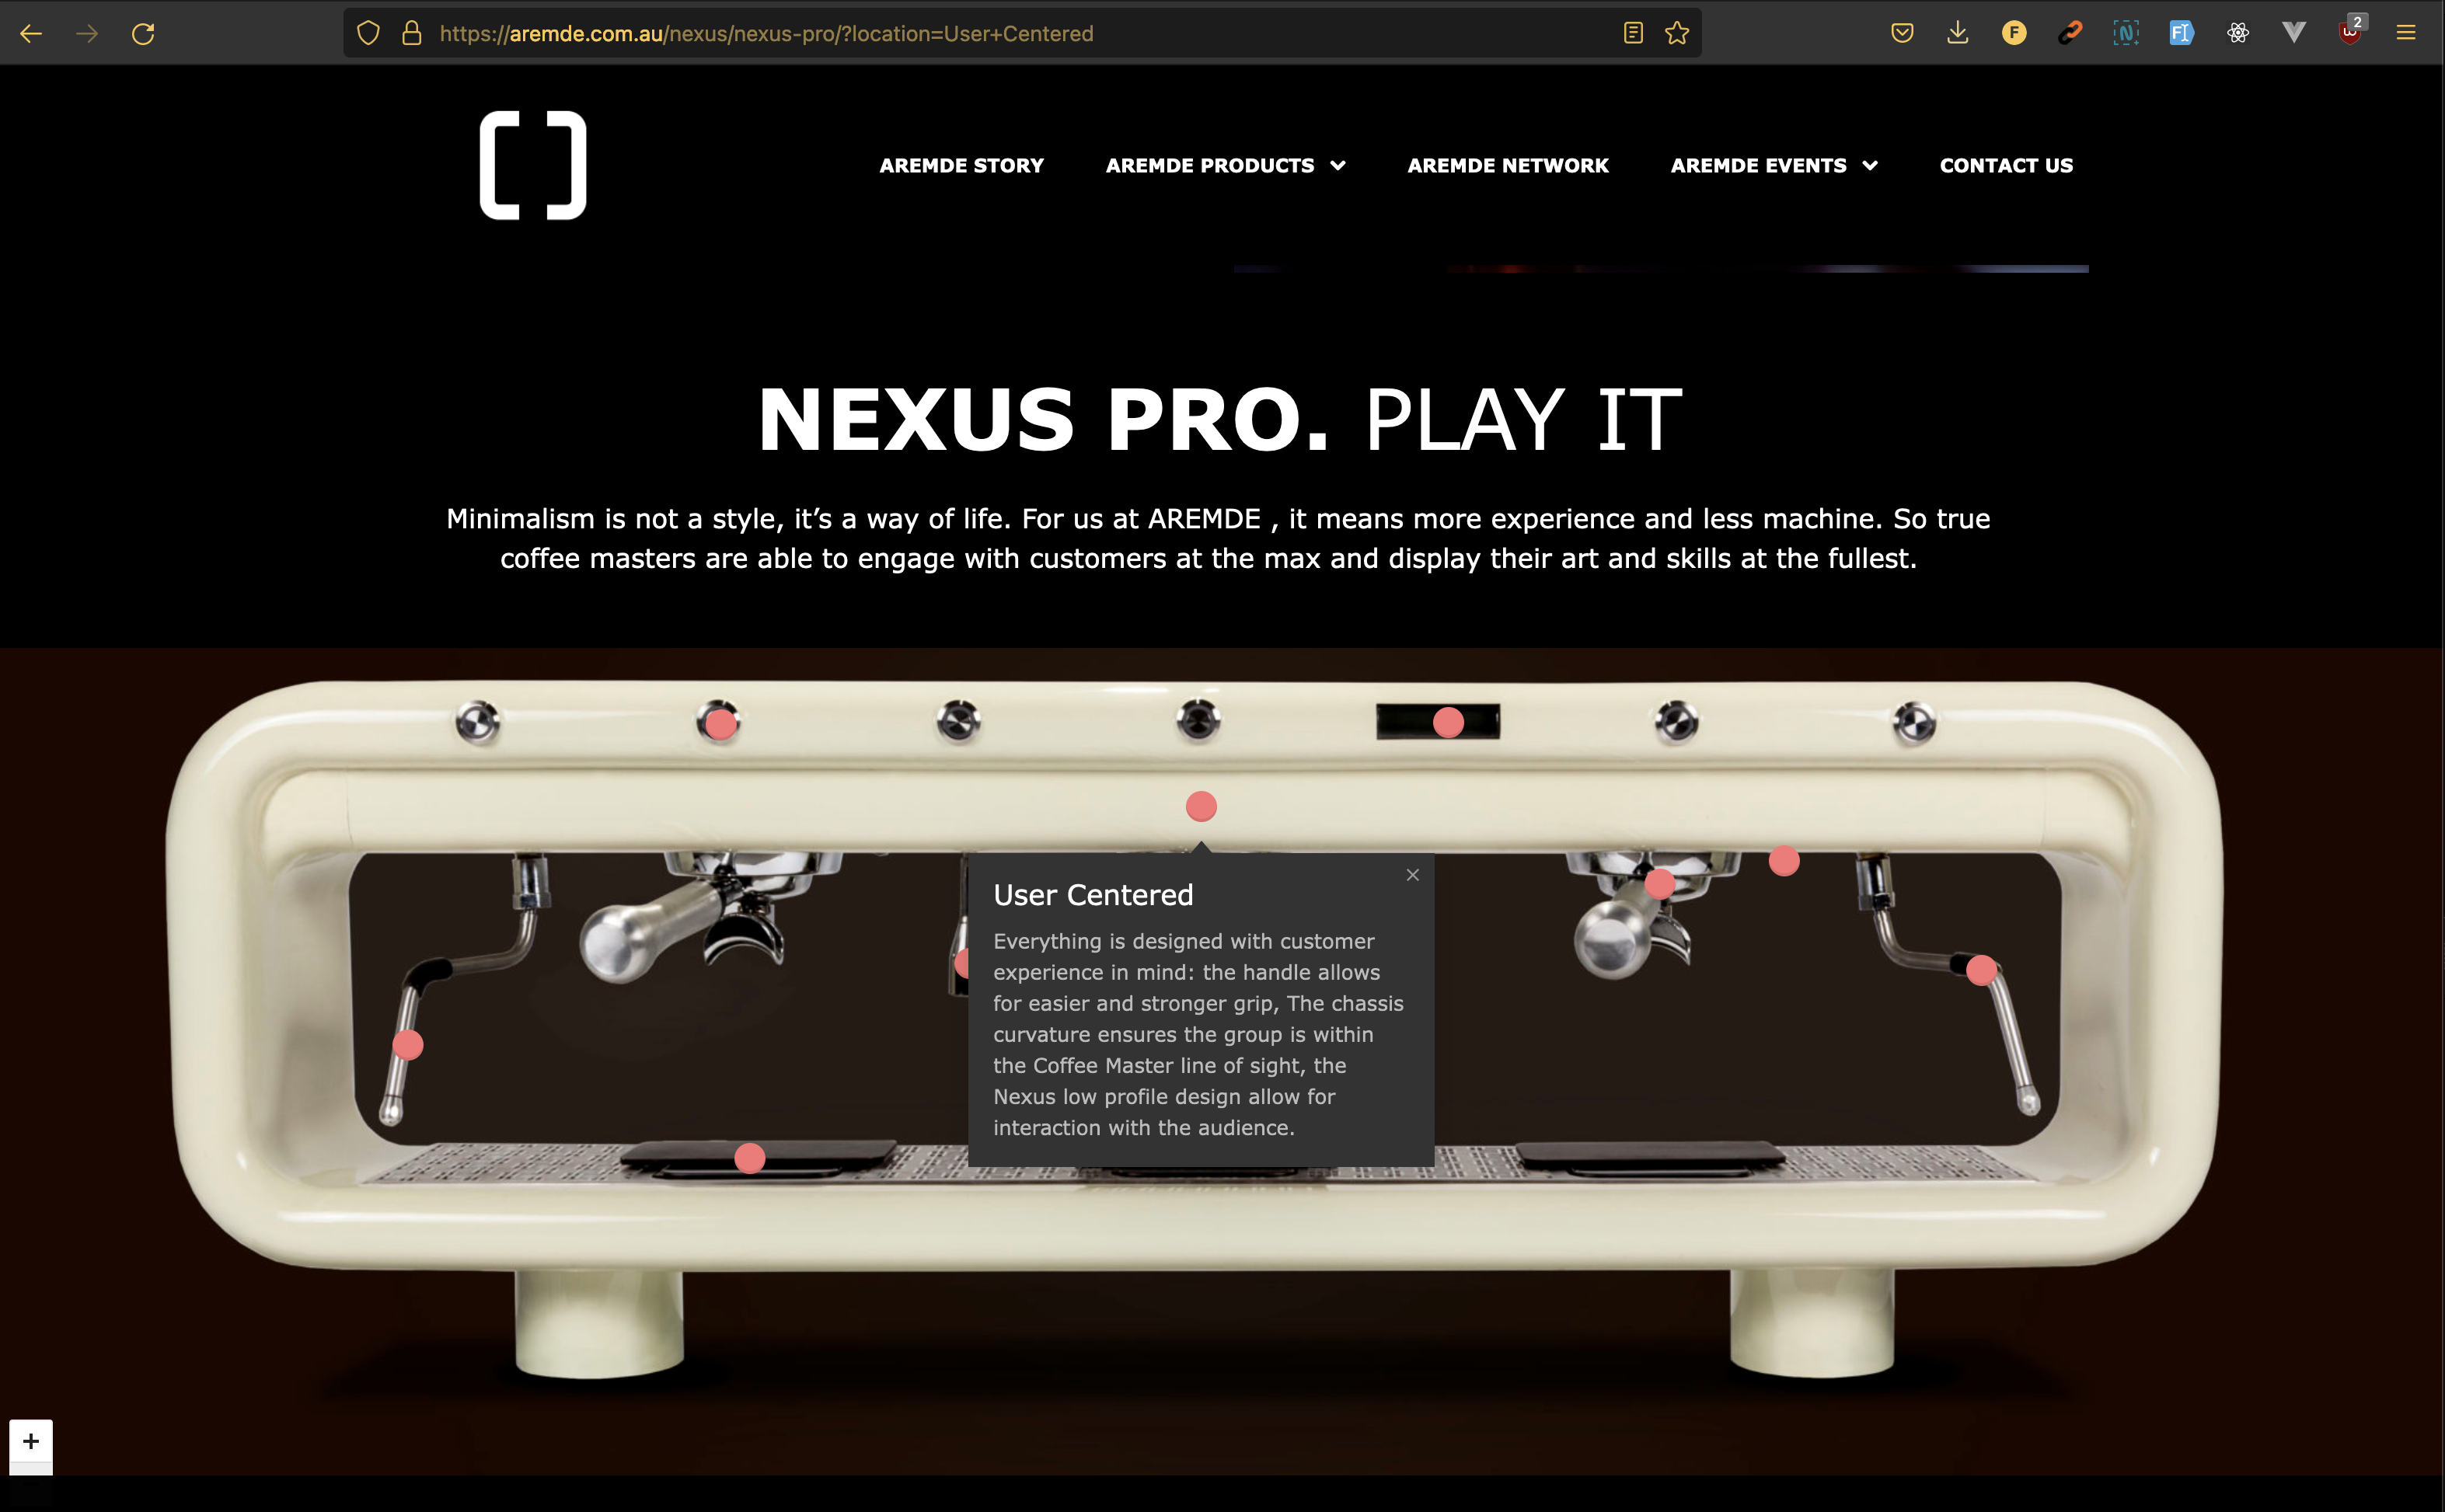 https://aremde.com.au/nexus/nexus-pro/?location=User+Centered
F
N
F
2
AREMDE STORY
AREMDE PRODUCTS
AREMDE NETWORK
AREMDE EVENTS
CONTACT US
NEXUS PRO. PLAY IT
Minimalism is not a style, it’s a way of life. For us at AREMDE , it means more experience and less machine. So true
coffee masters are able to engage with customers at the max and display their art and skills at the fullest.
×
User Centered
Everything is designed with customer
experience in mind: the handle allows
for easier and stronger grip, The chassis
curvature ensures the group is within
the Coffee Master line of sight, the
Nexus low profile design allow for
interaction with the audience.
+